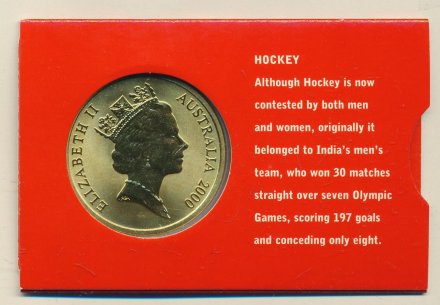 ELIZABETH II
AUSTRALIA 2000
HOCKEY
Although Hockey is now
contested by both men
and women, originally it
belonged to India's men's
team, who won 30 matches
straight over seven Olympic
Games, scoring 197 goals
and conceding only eight.